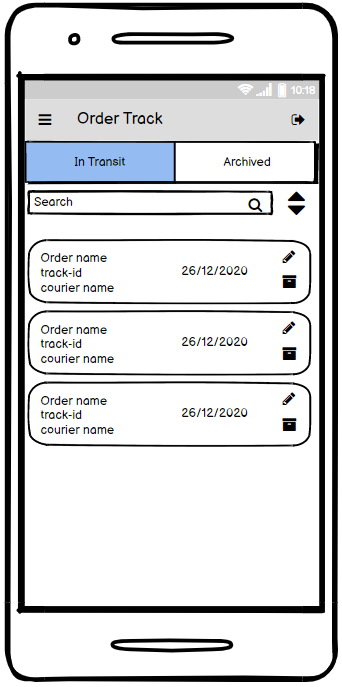 10:18
Order Track
In Transit
Archived
Search
Order name
track-id
courier name
26/12/2020
Order name
track-id
courier name
26/12/2020
Order name
track-id
courier name
26/12/2020